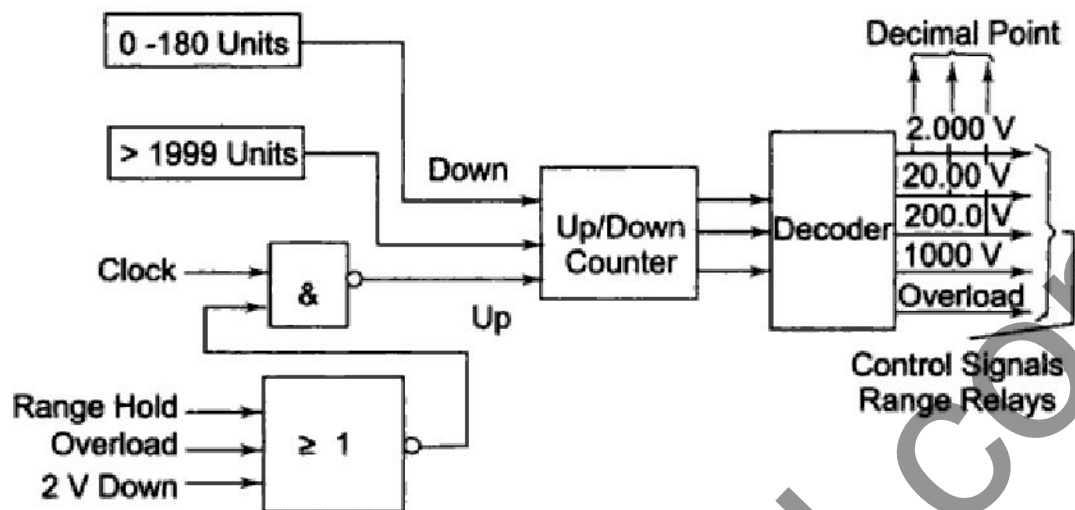 0 -180 Units
Decimal Point
> 1999 Units
2.000 V
Down
20.00 V
Up/Down
Counter
Decoder
200.0 V
Clock
&
1000 V
Up
Overload
Control Signals
Range Relays
Range Hold
Overload
≥ 1
2 V Down